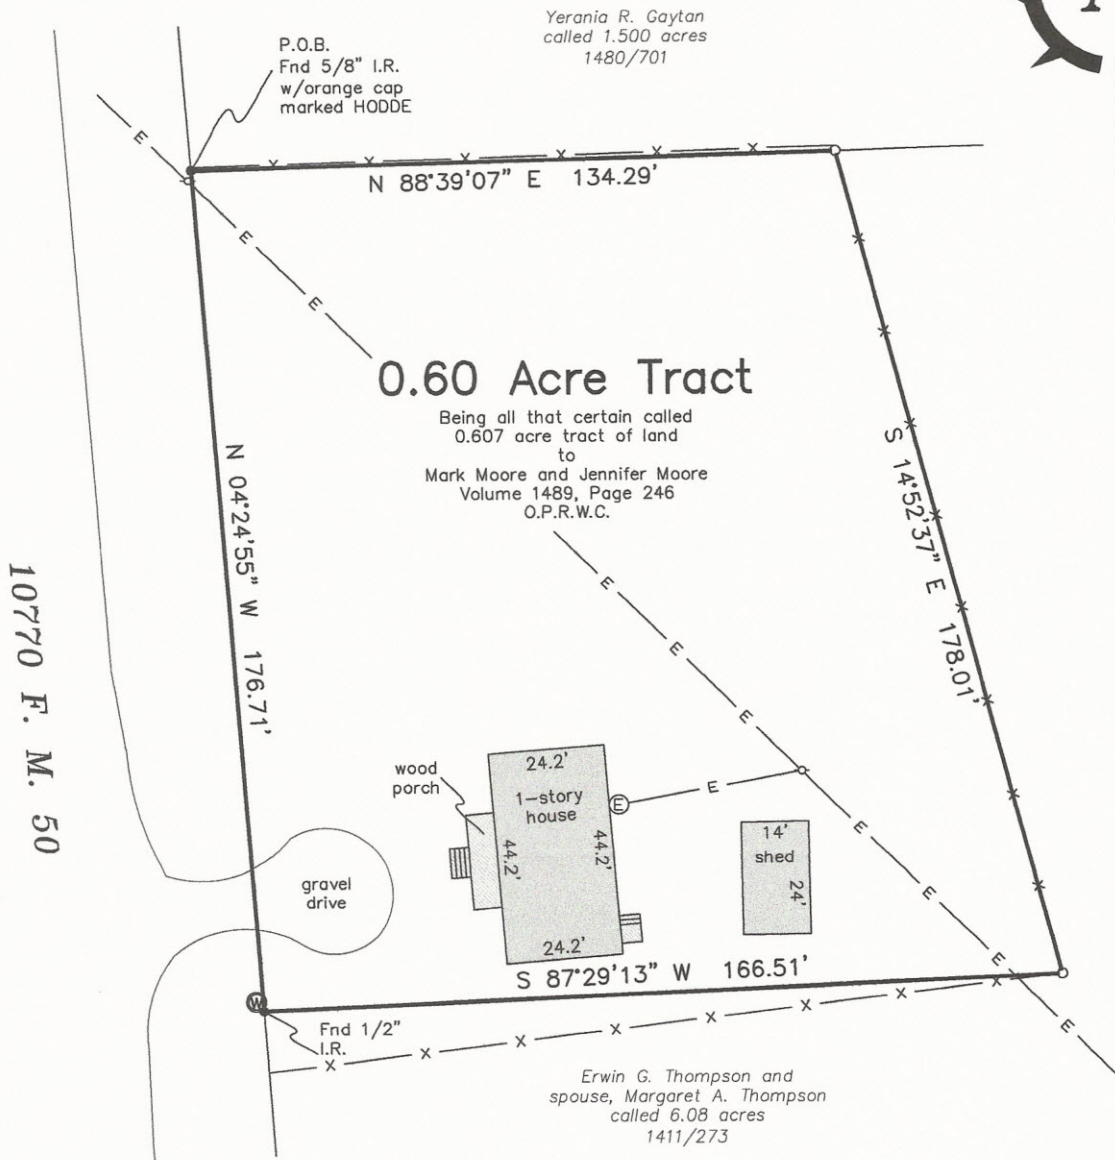 Yerania R. Gaytan
called 1.500 acres
1480/701
P.O.B.
Fnd 5/8" I.R.
w/orange cap
marked HODDE
N 88°39'07" E 134.29'
0.60 Acre Tract
Being all that certain called
0.607 acre tract of land
to
Mark Moore and Jennifer Moore
Volume 1489, Page 246
O.P.R.W.C.
N 04°24'55" W 176.71'
S 14°52'37" E 178.01'
10770 F. M. 50
wood
porch
24.2'
1-story
house
44.2'
44.2'
24.2'
E
14'
shed
24'
gravel
drive
S 87°29'13" W 166.51'
W
Fnd 1/2"
I.R.
Erwin G. Thompson and
spouse, Margaret A. Thompson
called 6.08 acres
1411/273